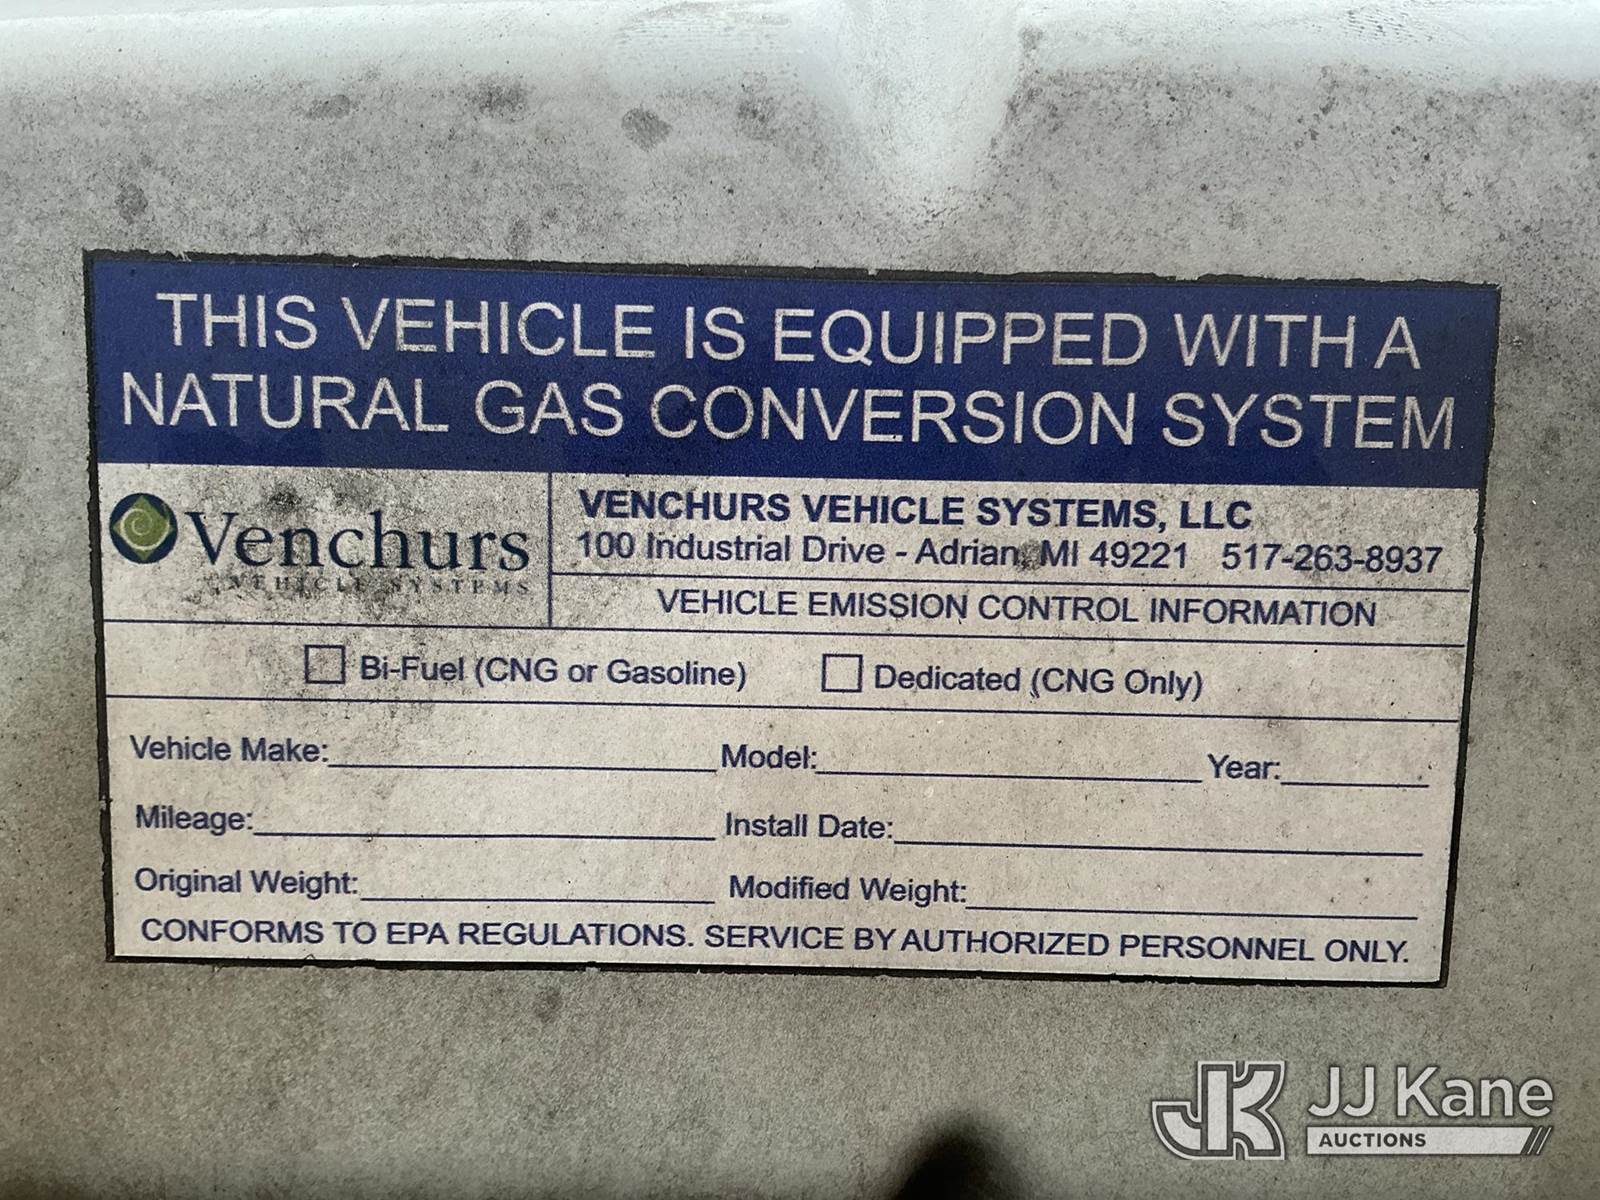 THIS VEHICLE IS EQUIPPED WITH A
NATURAL GAS CONVERSION SYSTEM
Venchurs
VEHICLE SYSTEMS
VENCHURS VEHICLE SYSTEMS, LLC
100 Industrial Drive - Adrian, MI 49221 517-263-8937
VEHICLE EMISSION CONTROL INFORMATION
Bi-Fuel (CNG or Gasoline) Dedicated (CNG Only)
Vehicle Make: Model: Year:
Mileage: Install Date:
Original Weight: Modified Weight:
CONFORMS TO EPA REGULATIONS. SERVICE BY AUTHORIZED PERSONNEL ONLY.
JK JJ Kane
AUCTIONS